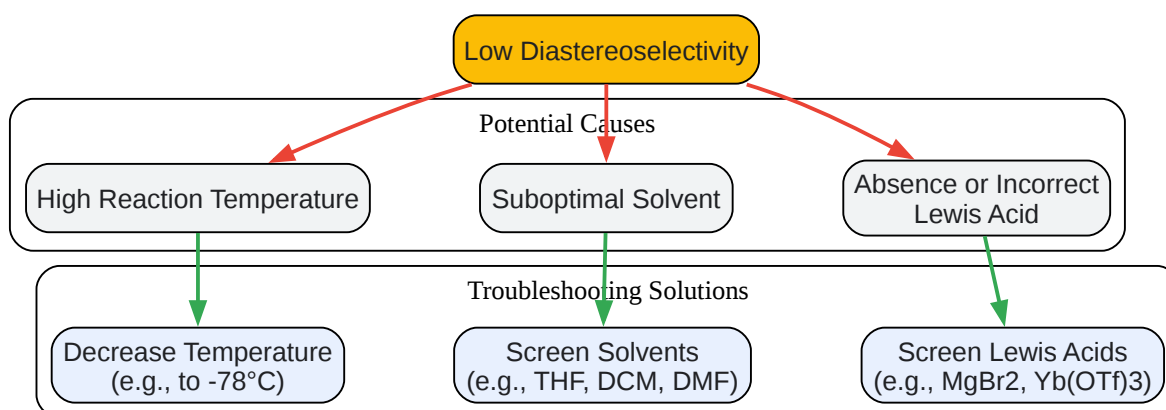 Low Diastereoselectivity
Potential Causes
High Reaction Temperature
Suboptimal Solvent
Absence or Incorrect
Lewis Acid
Troubleshooting Solutions
Decrease Temperature
(e.g., to -78°C)
Screen Solvents
(e.g., THF, DCM, DMF)
Screen Lewis Acids
(e.g., MgBr2, Yb(OTf)3)